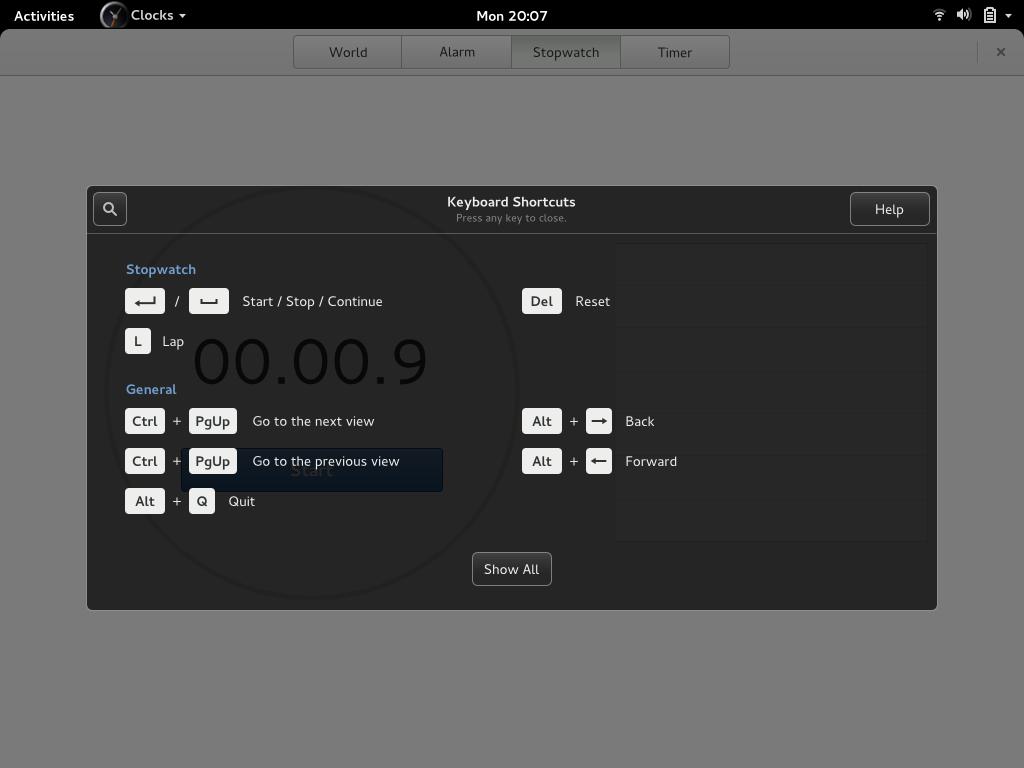 Activities Clocks Mon 20:07
World Alarm Stopwatch Timer
Keyboard Shortcuts
Press any key to close.
Help
Stopwatch
/ Start / Stop / Continue
Del Reset
L Lap
00.00.9
General
Ctrl + PgUp Go to the next view
Alt + → Back
Ctrl + PgUp Go to the previous view
Start
Alt + ← Forward
Alt + Q Quit
Show All